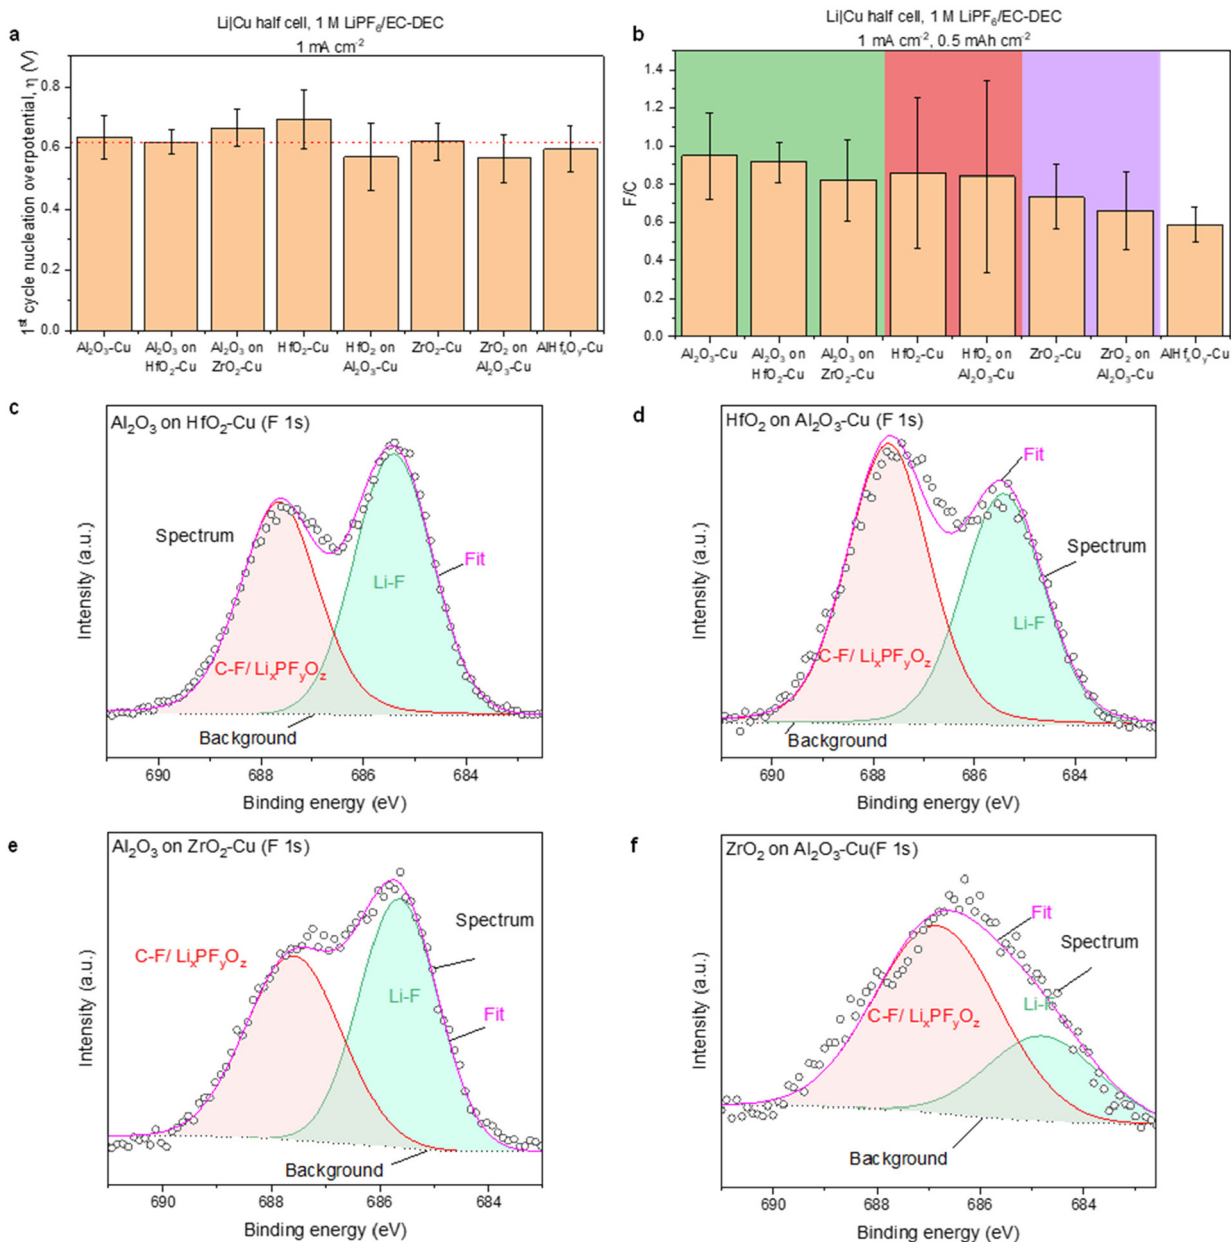 a
Li|Cu half cell, 1 M LiPF₆/EC-DEC
1 mA cm⁻²
1ˢᵗ cycle nucleation overpotential, η (V)
0.8
0.6
0.4
0.2
0.0
Al₂O₃-Cu
Al₂O₃ on
HfO₂-Cu
Al₂O₃ on
ZrO₂-Cu
HfO₂-Cu
HfO₂ on
Al₂O₃-Cu
ZrO₂-Cu
ZrO₂ on
Al₂O₃-Cu
AlHfₓOᵧ-Cu
b
Li|Cu half cell, 1 M LiPF₆/EC-DEC
1 mA cm⁻², 0.5 mAh cm⁻²
F/C
1.4
1.2
1.0
0.8
0.6
0.4
0.2
0.0
Al₂O₃-Cu
Al₂O₃ on
HfO₂-Cu
Al₂O₃ on
ZrO₂-Cu
HfO₂-Cu
HfO₂ on
Al₂O₃-Cu
ZrO₂-Cu
ZrO₂ on
Al₂O₃-Cu
AlHfₓOᵧ-Cu
c
Al₂O₃ on HfO₂-Cu (F 1s)
Spectrum
Fit
Li-F
C-F/ LiₓPFᵧO_z
Background
Intensity (a.u.)
690 688 686 684
Binding energy (eV)
d
HfO₂ on Al₂O₃-Cu (F 1s)
Fit
Spectrum
Li-F
C-F/ LiₓPFᵧO_z
Background
Intensity (a.u.)
690 688 686 684
Binding energy (eV)
e
Al₂O₃ on ZrO₂-Cu (F 1s)
Spectrum
C-F/ LiₓPFᵧO_z
Li-F
Fit
Background
Intensity (a.u.)
690 688 686 684
Binding energy (eV)
f
ZrO₂ on Al₂O₃-Cu(F 1s)
Fit
Spectrum
Li-F
C-F/ LiₓPFᵧO_z
Background
Intensity (a.u.)
690 688 686 684
Binding energy (eV)